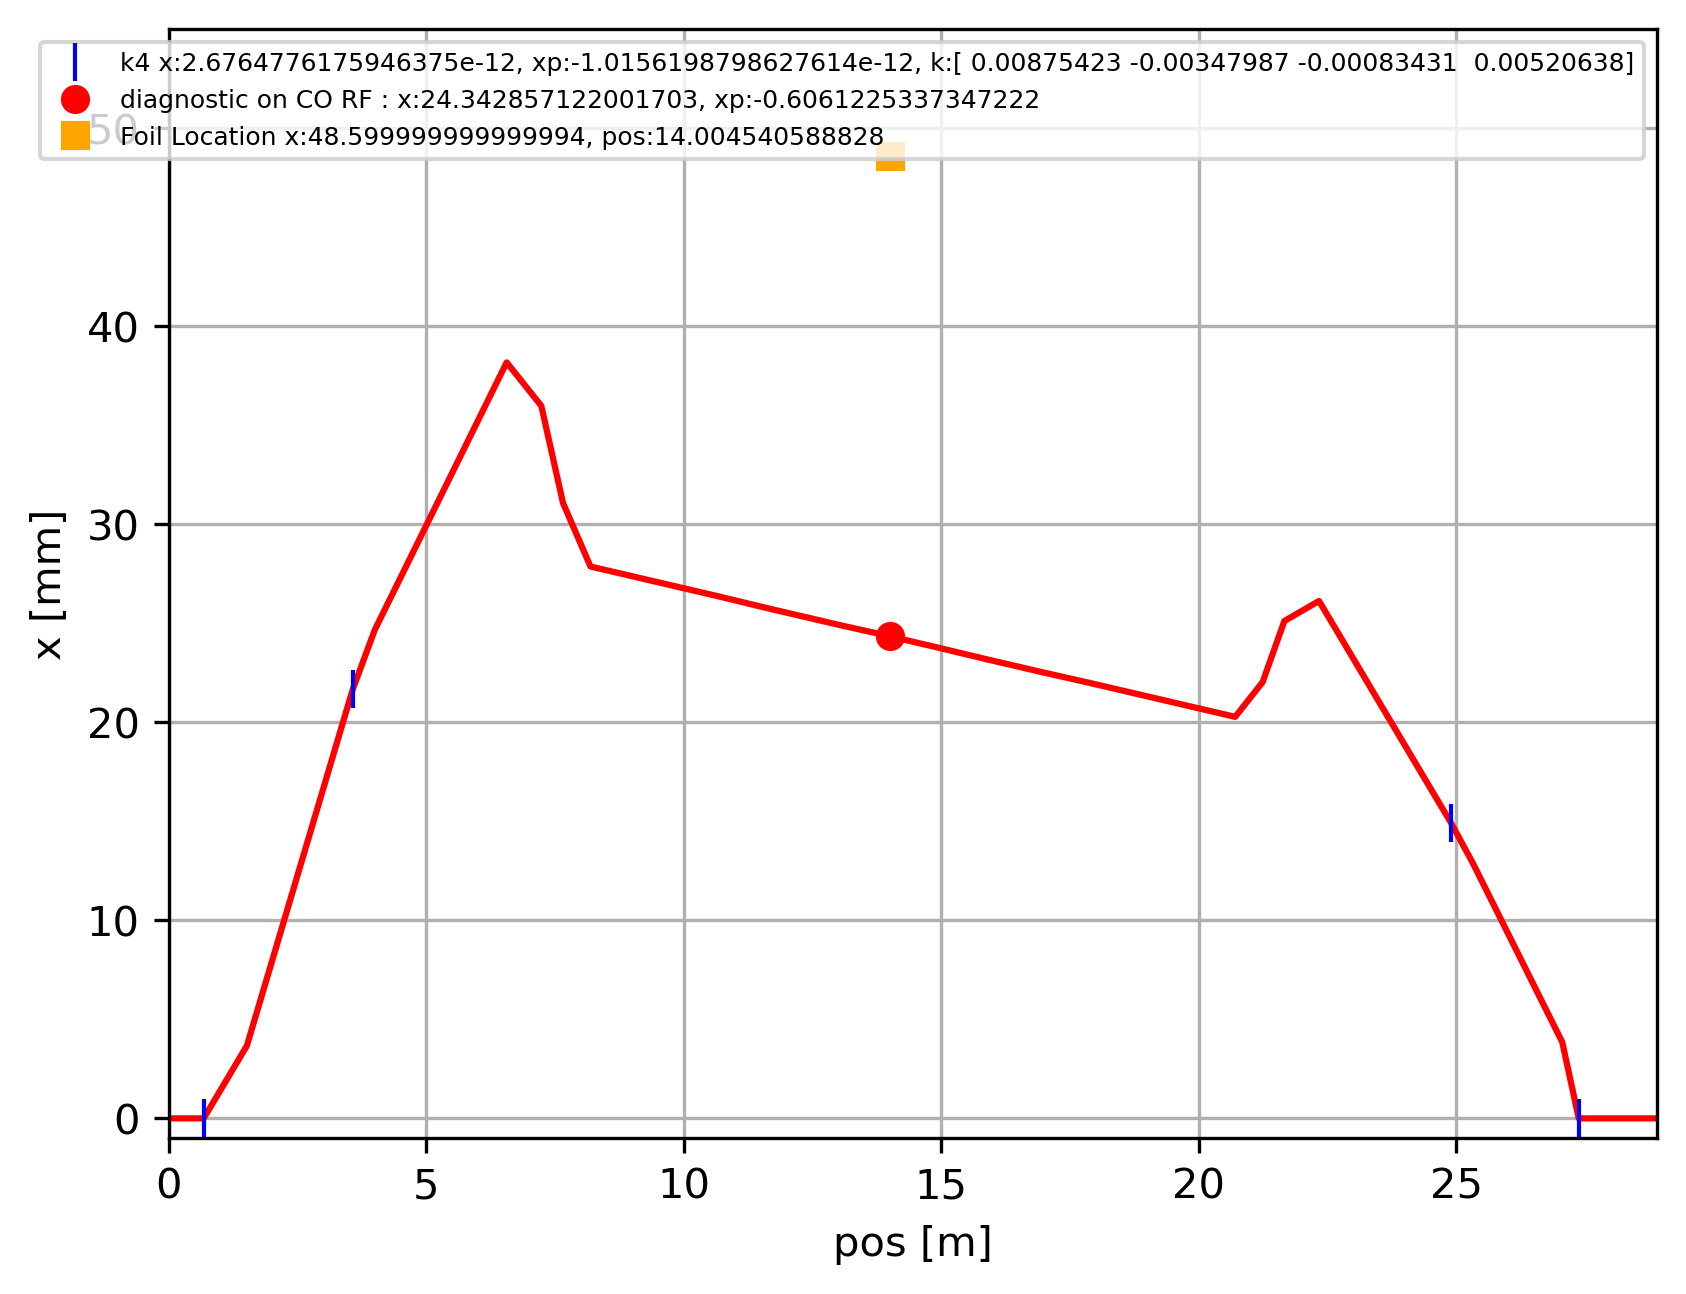 k4 x:2.6764776175946375e-12, xp:-1.0156198798627614e-12, k:[ 0.00875423 -0.00347987 -0.00083431  0.00520638]
diagnostic on CO RF : x:24.342857122001703, xp:-0.6061225337347222
Foil Location x:48.599999999999994, pos:14.004540588828
50
40
30
20
10
0
x [mm]
0 5 10 15 20 25
pos [m]